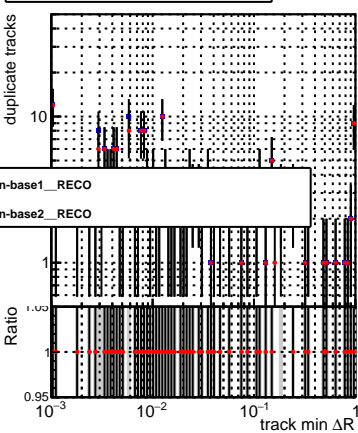 duplicate tracks
10
n-base1__RECO
n-base2__RECO
1
1.05
Ratio
1
0.95
10⁻³ 10⁻² 10⁻¹ 1
track min ΔR